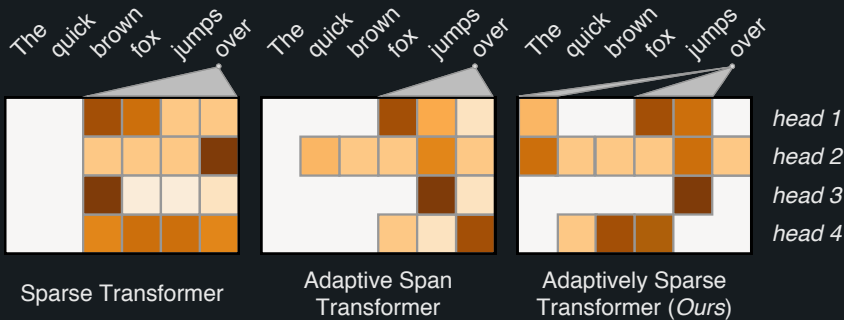 The quick brown fox jumps over
The quick brown fox jumps over
The quick brown fox jumps over
head 1
head 2
head 3
head 4
Sparse Transformer
Adaptive Span
Transformer
Adaptively Sparse
Transformer (Ours)